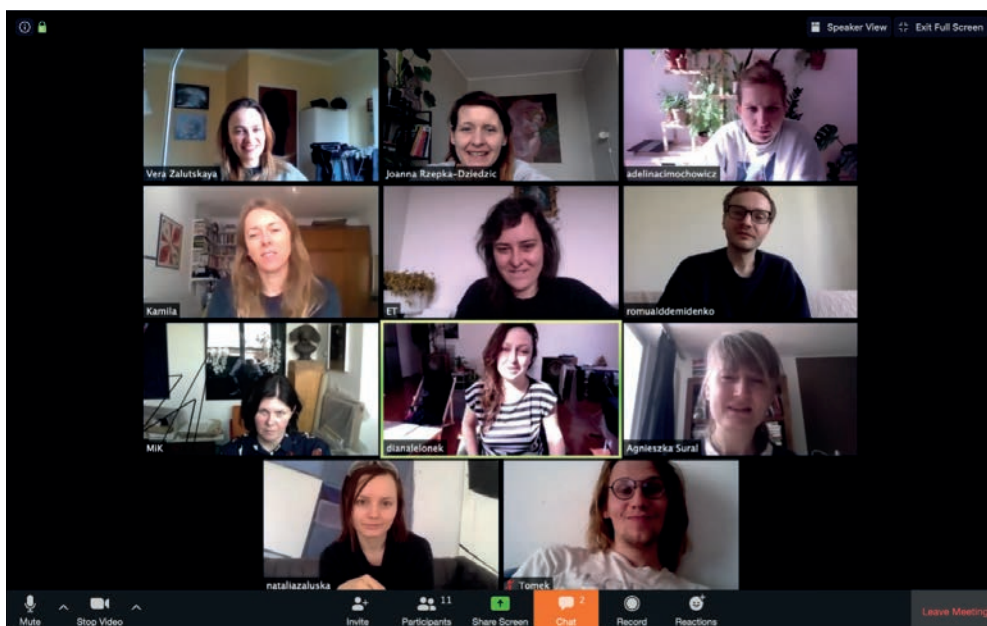 Speaker View
Exit Full Screen
Vera Zalutskaya
Joanna Rzepka-Dziedzic
adelinacimochowicz
Kamila
ET
romualddemidenko
MiK
dianalelonek
Agnieszka Sural
nataliazaluska
Tomek
Mute
Stop Video
Invite
Participants 11
Share Screen
Chat 2
Record
Reactions
Leave Meeting